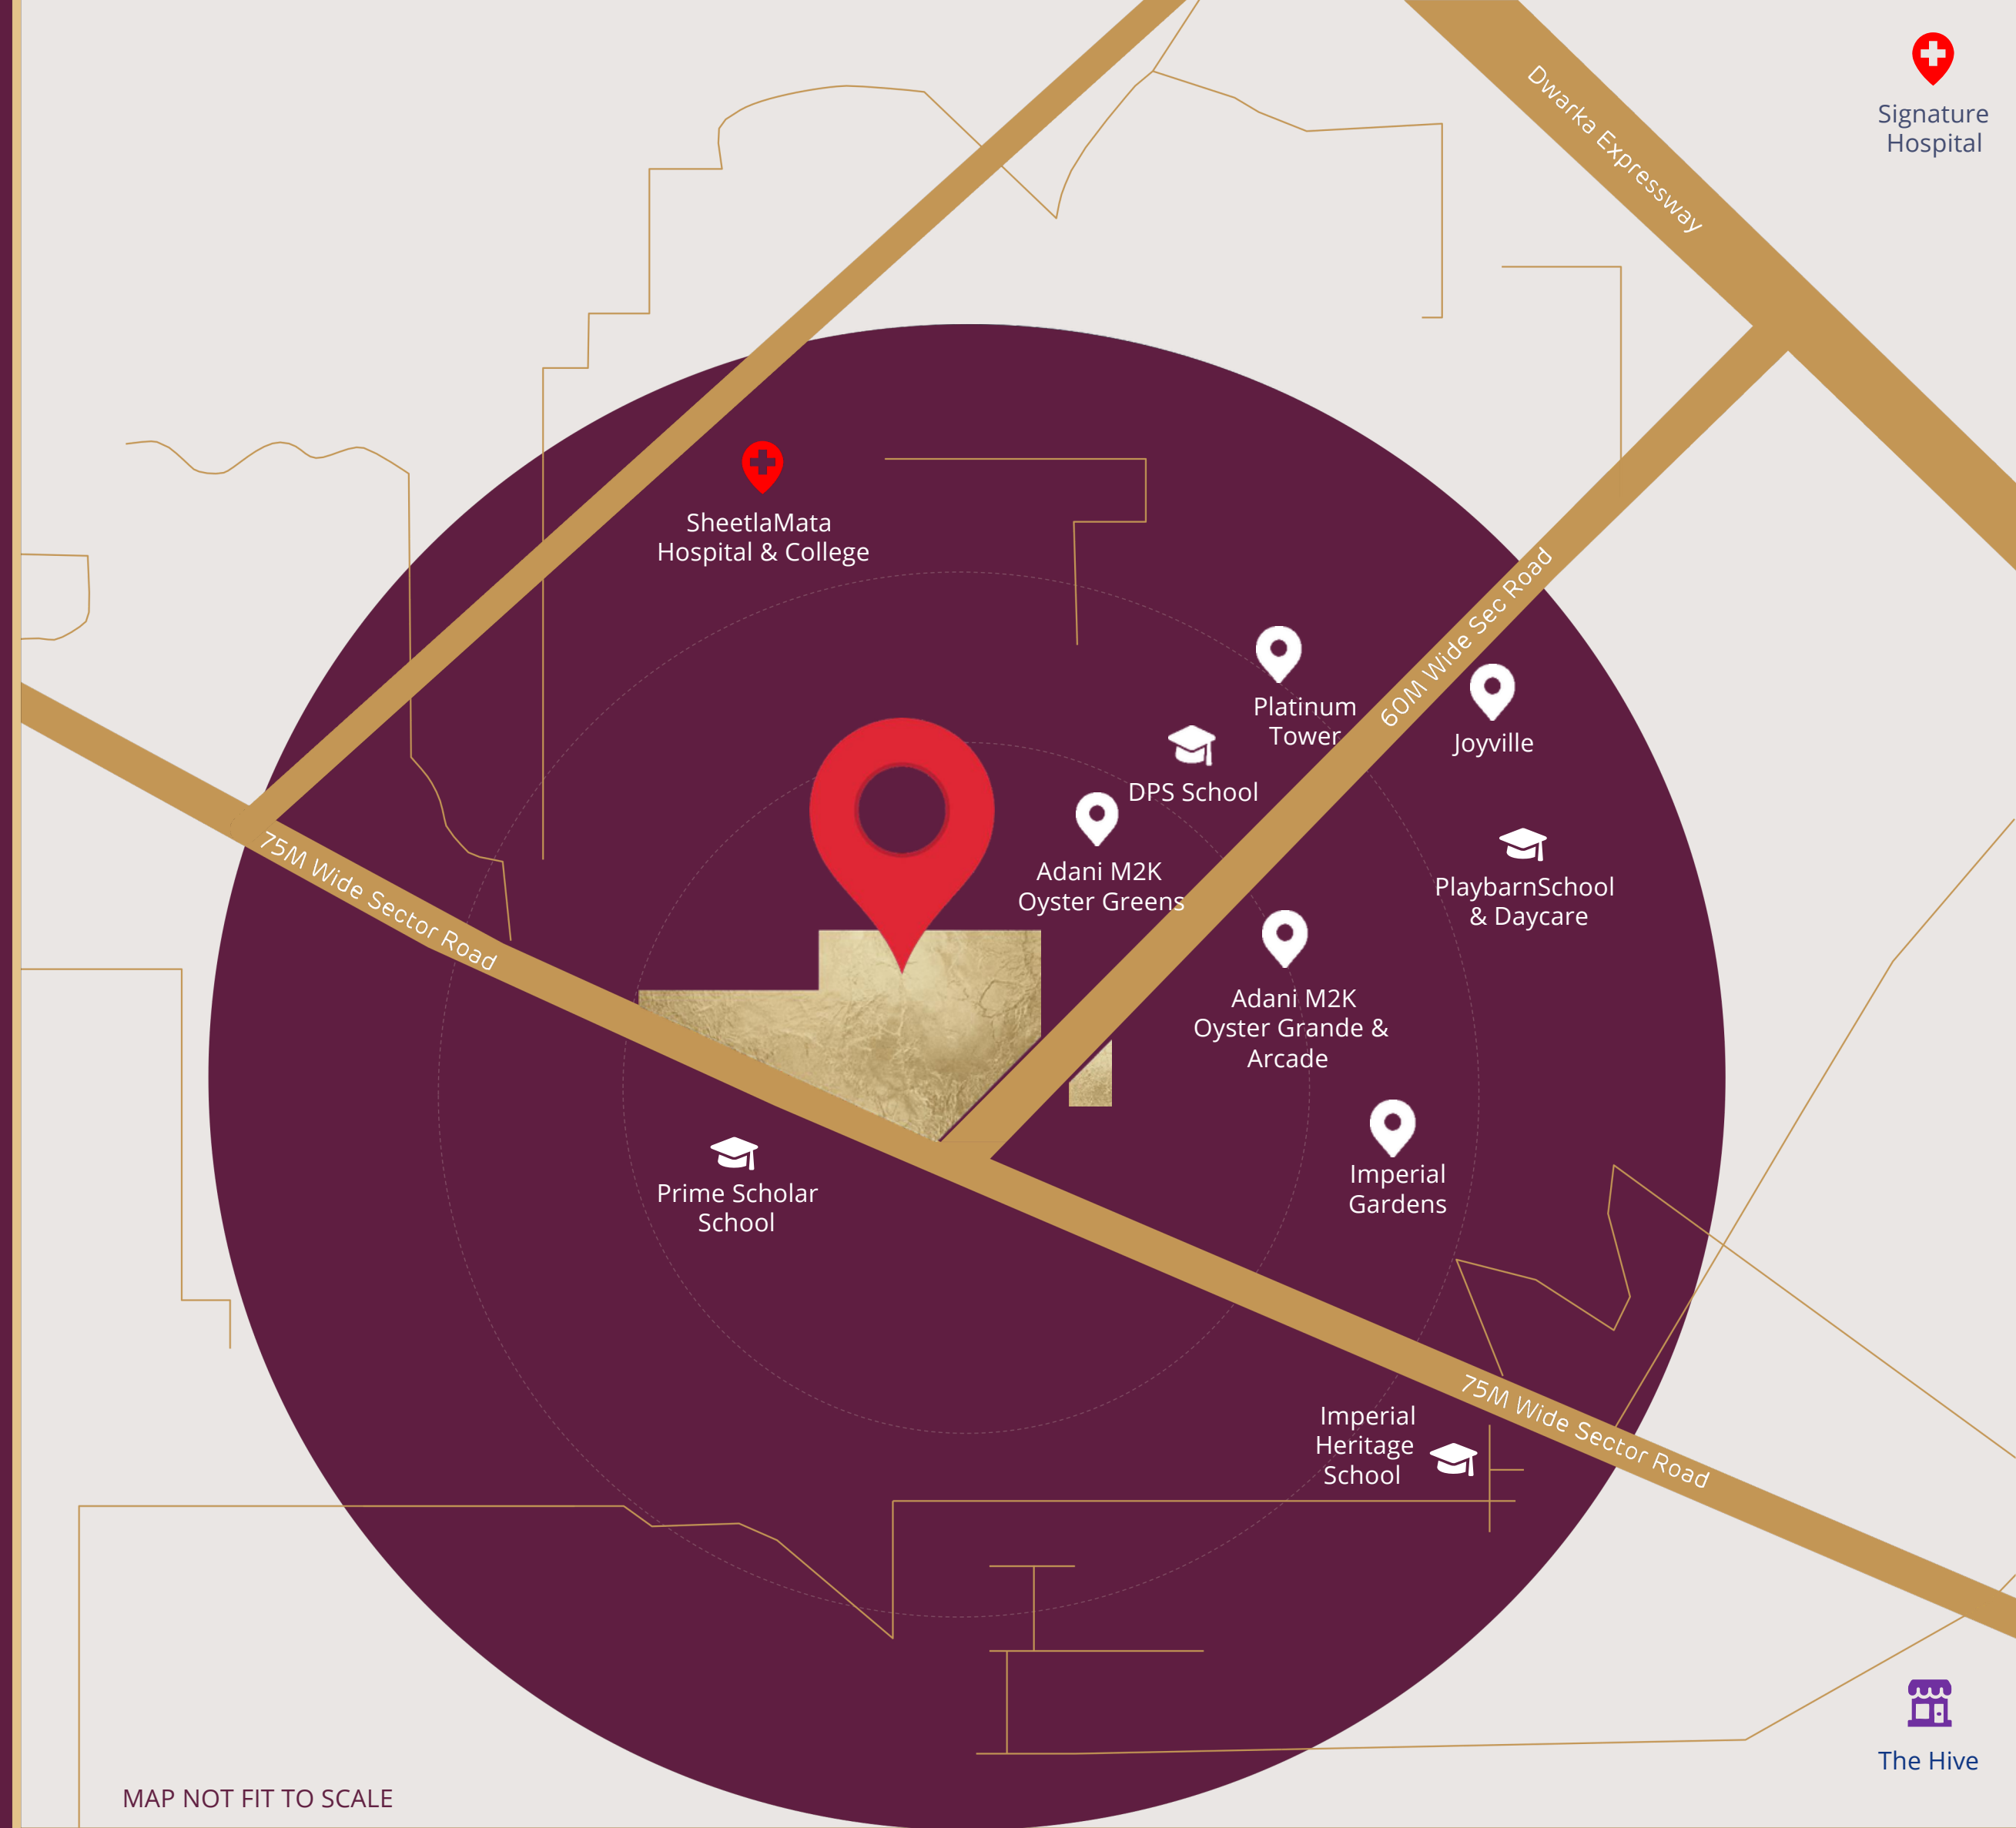 Dwarka Expressway
Signature
Hospital
SheetlaMata
Hospital & College
60M Wide Sec Road
Platinum
Tower
Joyville
DPS School
Adani M2K
Oyster Greens
PlaybarnSchool
& Daycare
75M Wide Sector Road
Adani M2K
Oyster Grande &
Arcade
Prime Scholar
School
Imperial
Gardens
75M Wide Sector Road
Imperial
Heritage
School
The Hive
MAP NOT FIT TO SCALE